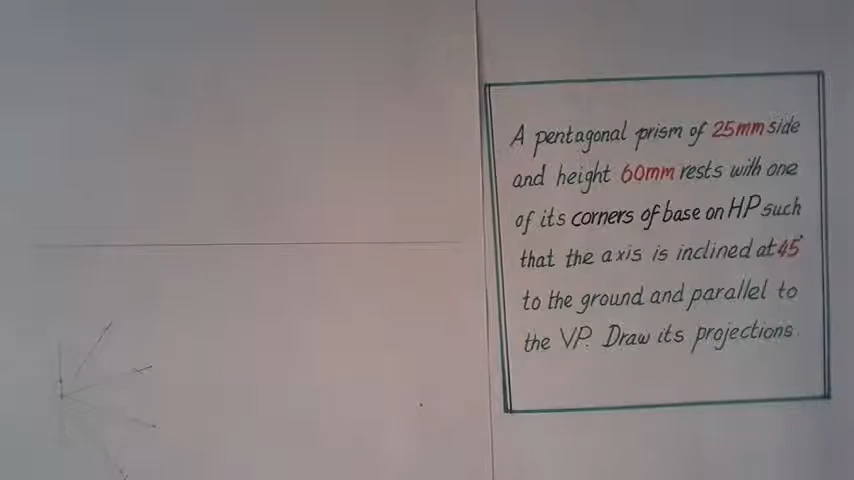 A pentagonal prism of 25mm side
and height 60mm rests with one
of its corners of base on HP such
that the axis is inclined at 45°
to the ground and parallel to
the VP. Draw its projections.